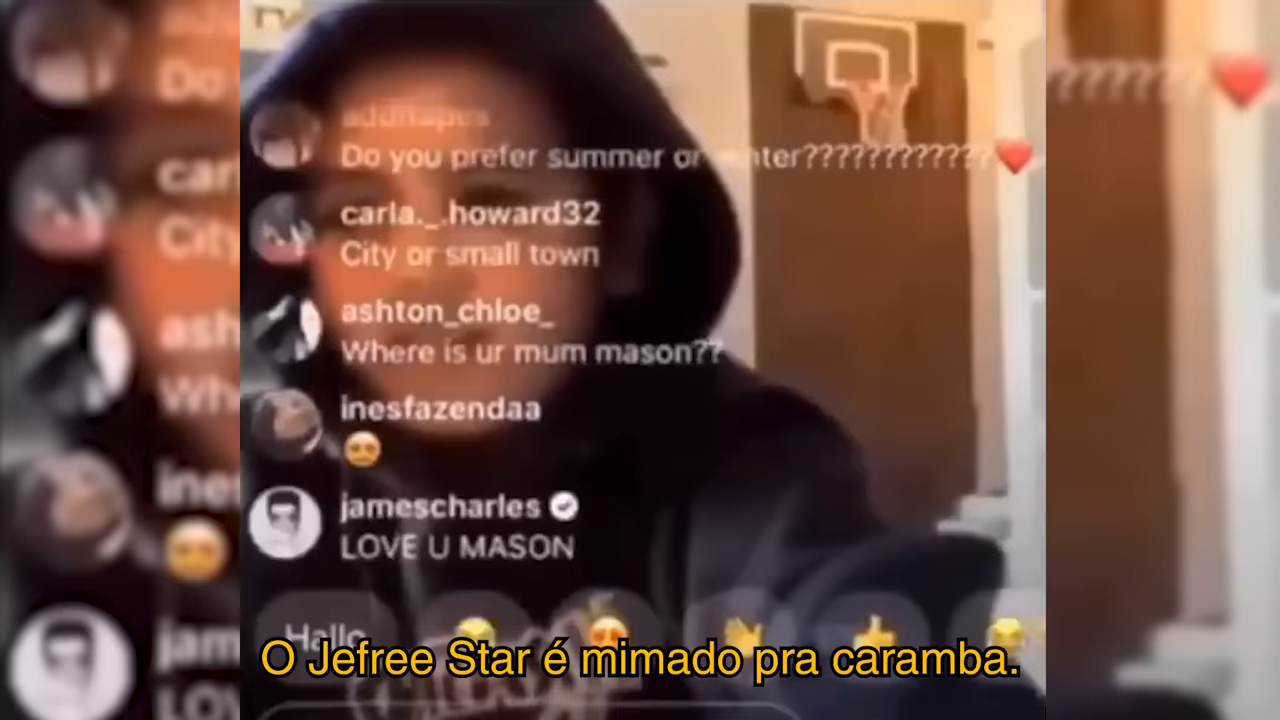 Do you prefer summer or ????????????❤️
carla._.howard32
City or small town
ashton_chloe_
Where is ur mum mason??
inesfazendaa
jamescharles
LOVE U MASON
Hallo
O Jefree Star é mimado pra caramba.